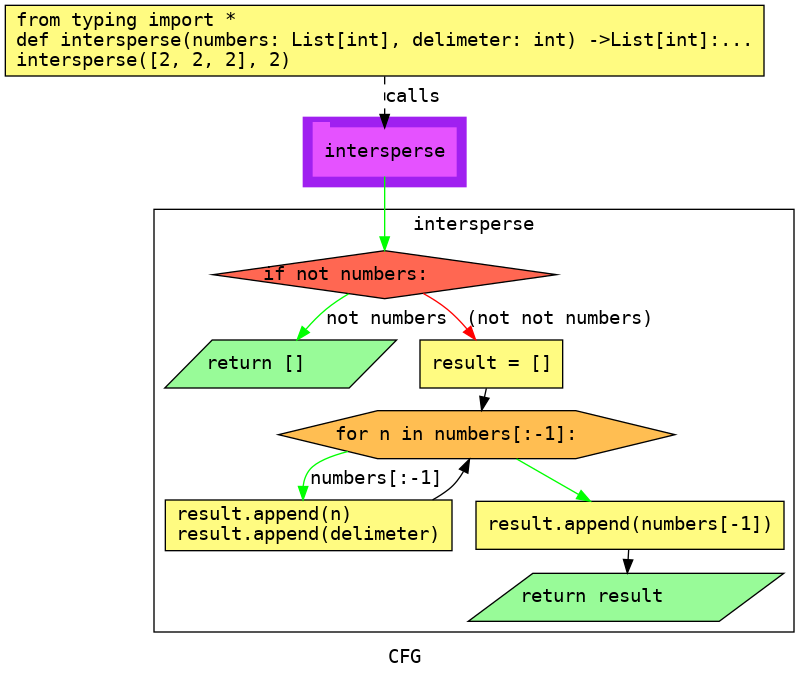 from typing import *
def intersperse(numbers: List[int], delimeter: int) ->List[int]:...
intersperse([2, 2, 2], 2)
calls
intersperse
intersperse
if not numbers:
not numbers
(not not numbers)
return []
result = []
for n in numbers[:-1]:
numbers[:-1]
result.append(n)
result.append(delimeter)
result.append(numbers[-1])
return result
CFG